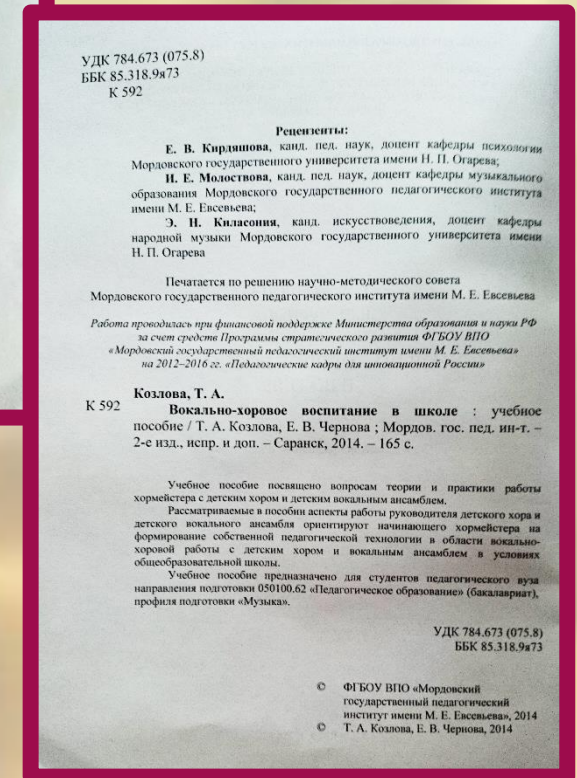 УДК 784.673 (075.8)
ББК 85.318.9я73
К 592
Рецензенты:
Е. В. Кирдяшова, канд. пед. наук, доцент кафедры психологии
Мордовского государственного университета имени Н. П. Огарева;
И. Е. Молоствова, канд. пед. наук, доцент кафедры музыкального
образования Мордовского государственного педагогического института
имени М. Е. Евсевьева;
Э. Н. Киласония, канд. искусствоведения, доцент кафедры
народной музыки Мордовского государственного университета имени
Н. П. Огарева
Печатается по решению научно-методического совета
Мордовского государственного педагогического института имени М. Е. Евсевьева
Работа проводилась при финансовой поддержке Министерства образования и науки РФ
за счет средств Программы стратегического развития ФГБОУ ВПО
«Мордовский государственный педагогический институт имени М. Е. Евсевьева»
на 2012–2016 гг. «Педагогические кадры для инновационной России»
Козлова, Т. А.
К 592 Вокально-хоровое воспитание в школе : учебное
пособие / Т. А. Козлова, Е. В. Чернова ; Мордов. гос. пед. ин-т. –
2-е изд., испр. и доп. – Саранск, 2014. – 165 с.
Учебное пособие посвящено вопросам теории и практики работы
хормейстера с детским хором и детским вокальным ансамблем.
Рассматриваемые в пособии аспекты работы руководителя детского хора и
детского вокального ансамбля ориентируют начинающего хормейстера на
формирование собственной педагогической технологии в области вокально-
хоровой работы с детским хором и вокальным ансамблем в условиях
общеобразовательной школы.
Учебное пособие предназначено для студентов педагогического вуза
направления подготовки 050100.62 «Педагогическое образование» (бакалавриат),
профиля подготовки «Музыка».
УДК 784.673 (075.8)
ББК 85.318.9я73
© ФГБОУ ВПО «Мордовский
государственный педагогический
институт имени М. Е. Евсевьева», 2014
© Т. А. Козлова, Е. В. Чернова, 2014